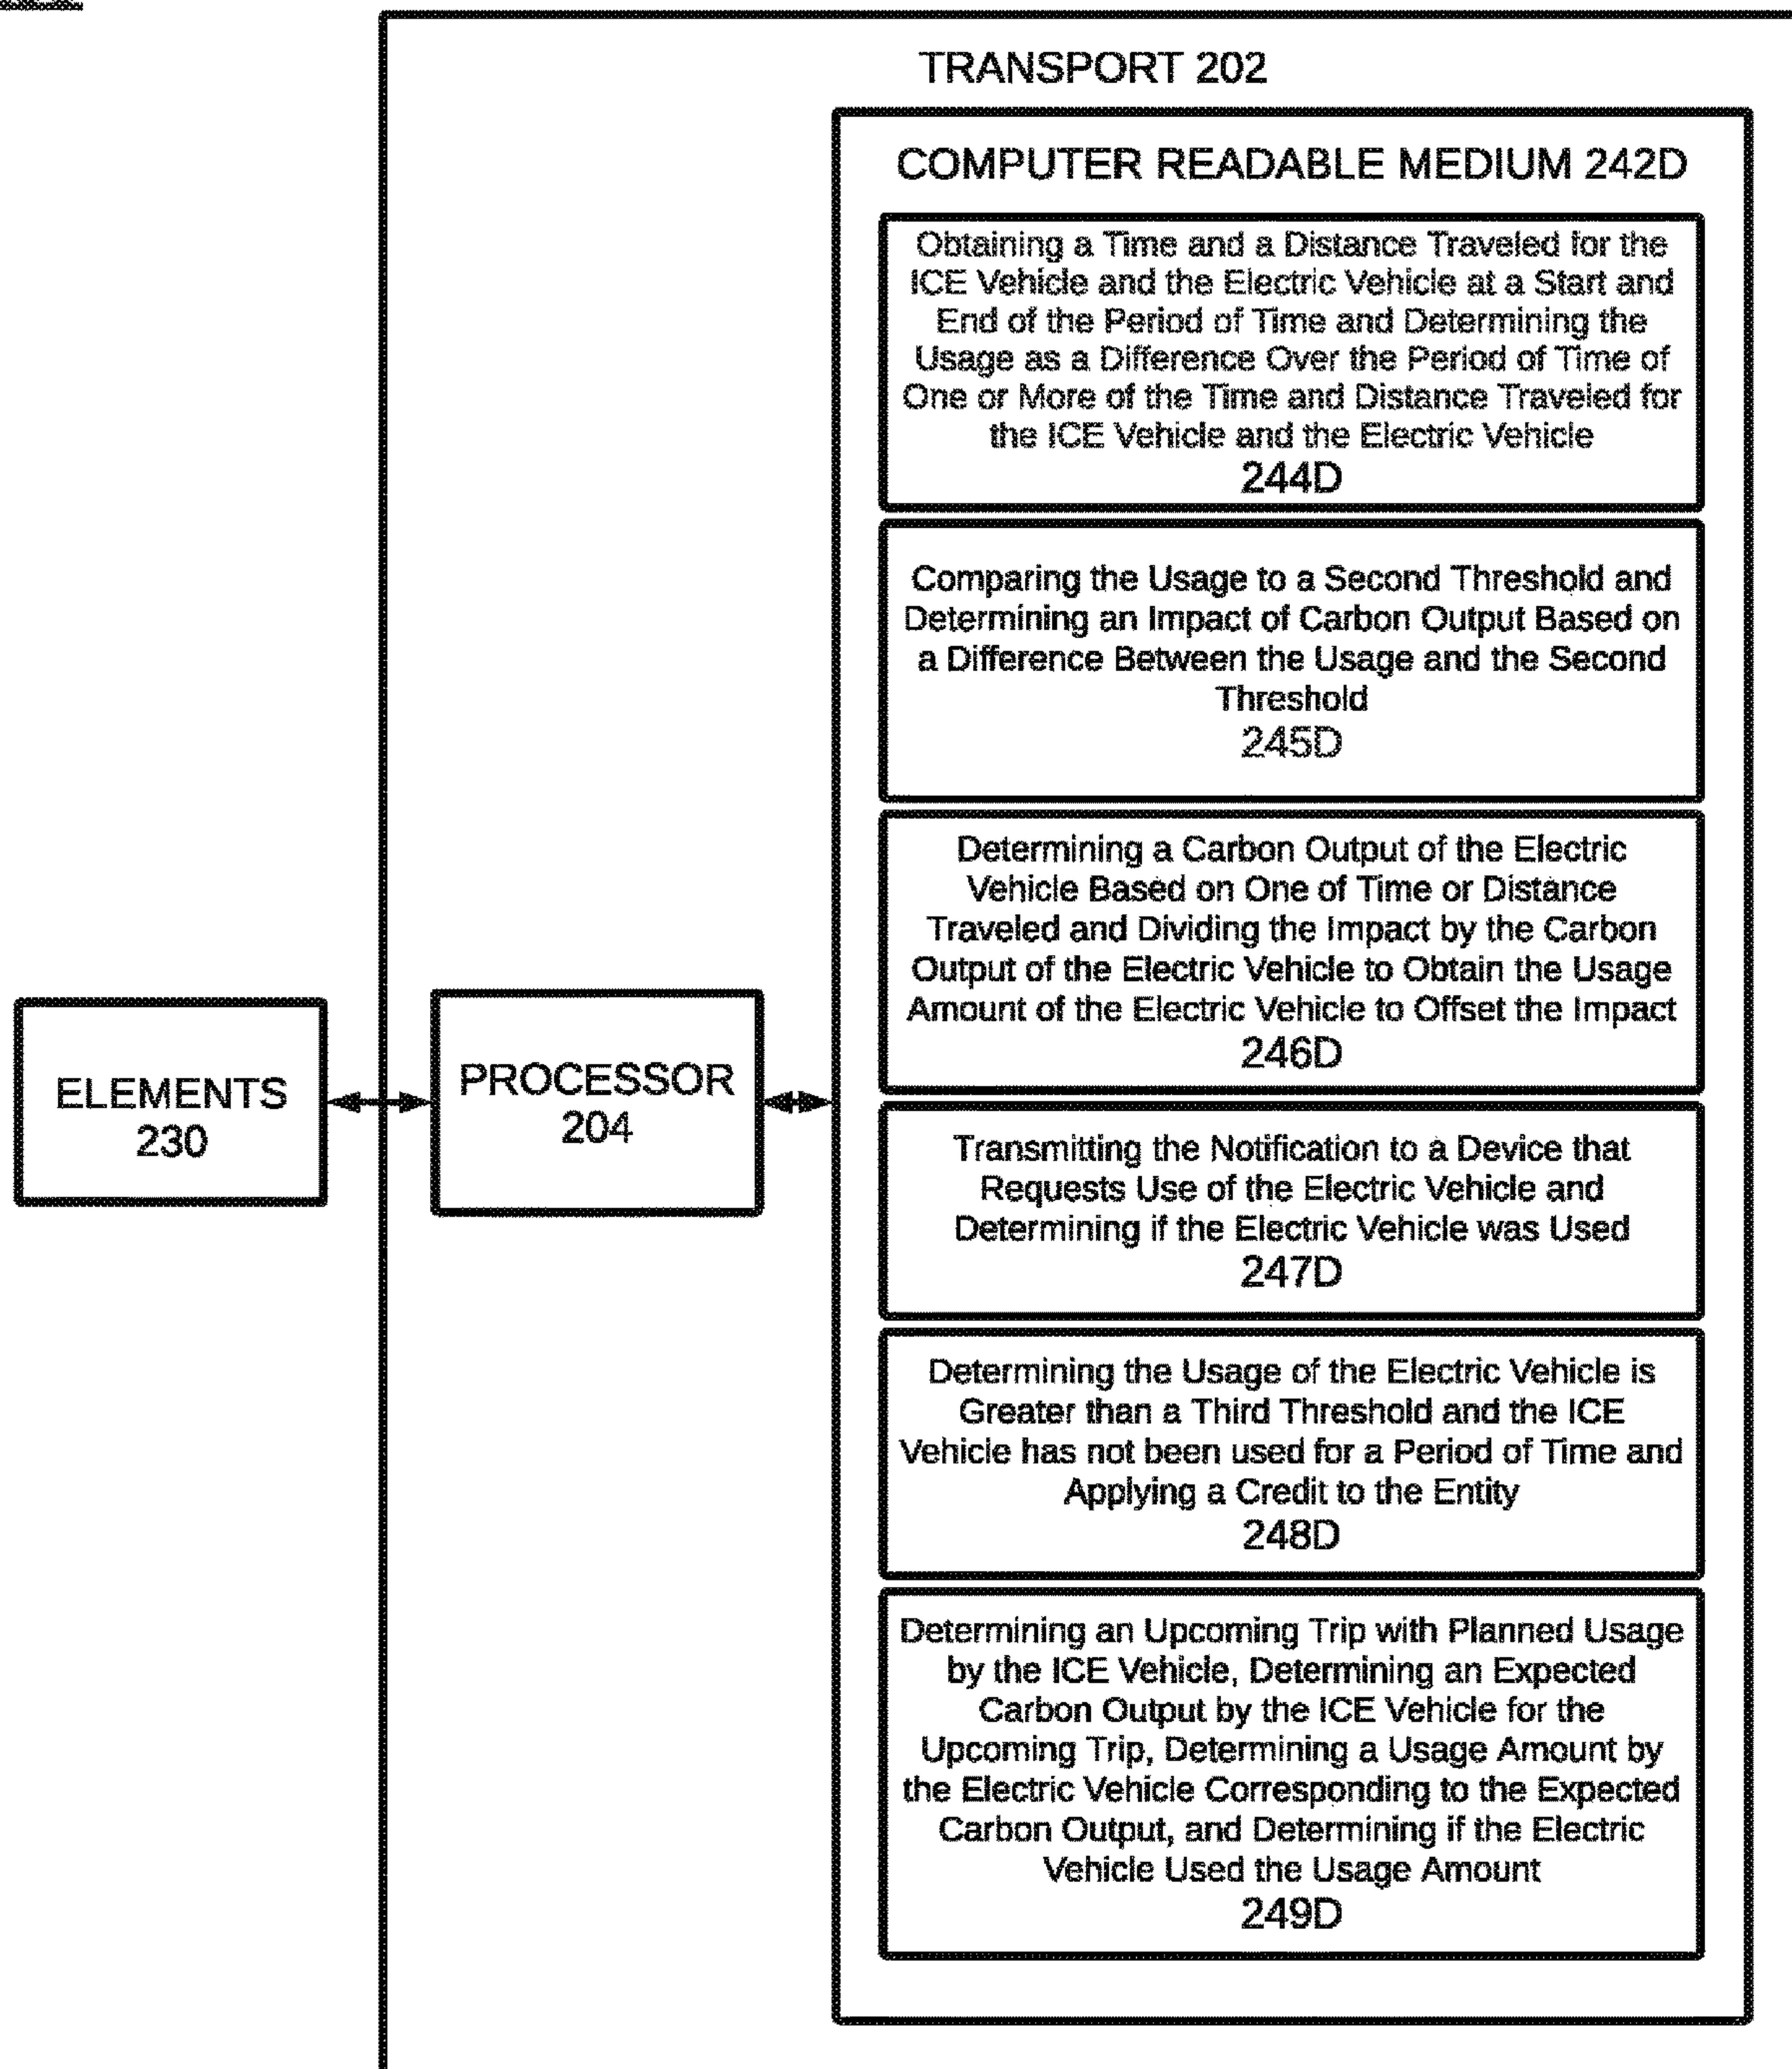 TRANSPORT 202
COMPUTER READABLE MEDIUM 242D
Obtaining a Time and a Distance Traveled for the
ICE Vehicle and the Electric Vehicle at a Start and
End of the Period of Time and Determining the
Usage as a Difference Over the Period of Time of
One or More of the Time and Distance Traveled for
the ICE Vehicle and the Electric Vehicle
244D
Comparing the Usage to a Second Threshold and
Determining an Impact of Carbon Output Based on
a Difference Between the Usage and the Second
Threshold
245D
Determining a Carbon Output of the Electric
Vehicle Based on One of Time or Distance
Traveled and Dividing the Impact by the Carbon
Output of the Electric Vehicle to Obtain the Usage
Amount of the Electric Vehicle to Offset the Impact
246D
ELEMENTS
230
PROCESSOR
204
Transmitting the Notification to a Device that
Requests Use of the Electric Vehicle and
Determining if the Electric Vehicle was Used
247D
Determining the Usage of the Electric Vehicle is
Greater than a Third Threshold and the ICE
Vehicle has not been used for a Period of Time and
Applying a Credit to the Entity
248D
Determining an Upcoming Trip with Planned Usage
by the ICE Vehicle, Determining an Expected
Carbon Output by the ICE Vehicle for the
Upcoming Trip, Determining a Usage Amount by
the Electric Vehicle Corresponding to the Expected
Carbon Output, and Determining if the Electric
Vehicle Used the Usage Amount
249D